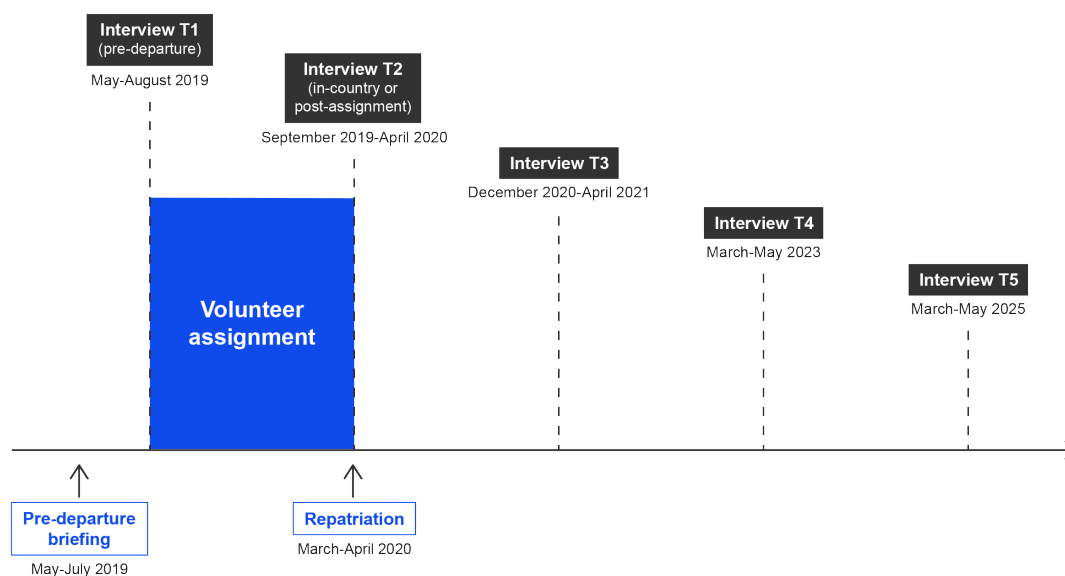 Interview T1
(pre-departure)
May-August 2019
Interview T2
(in-country or
post-assignment)
September 2019-April 2020
Interview T3
December 2020-April 2021
Interview T4
March-May 2023
Interview T5
March-May 2025
Volunteer
assignment
Pre-departure
briefing
May-July 2019
Repatriation
March-April 2020